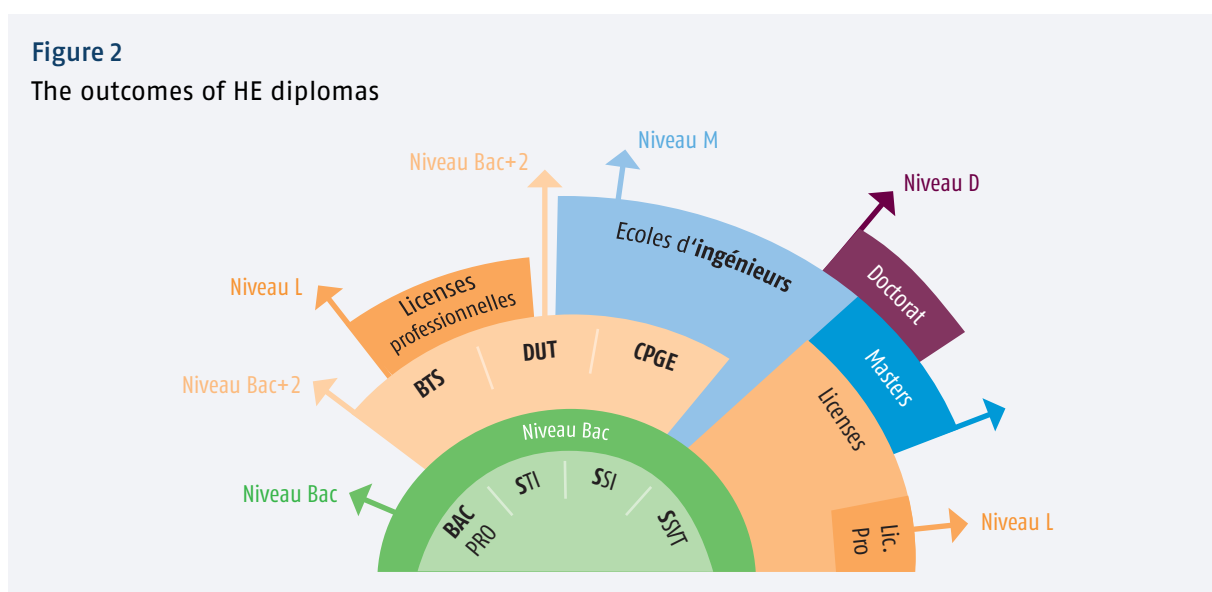 Figure 2
The outcomes of HE diplomas
Niveau M
Niveau Bac+2
Niveau D
Ecoles d'ingénieurs
Doctorat
Niveau L
Licenses
professionnelles
DUT
CPGE
Masters
Niveau Bac+2
BTS
Licenses
Niveau Bac
Niveau Bac
STI
SSI
BAC
PRO
SSVT
Lic.
Pro
Niveau L